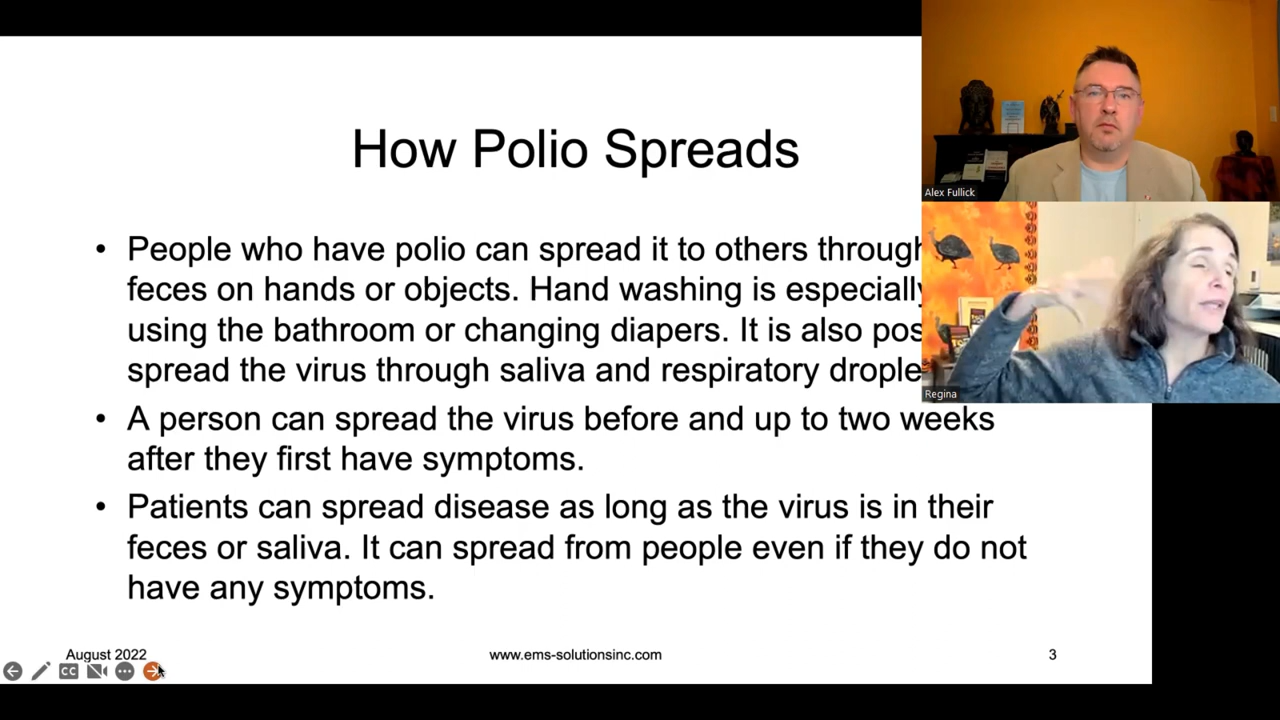 How Polio Spreads
Alex Fullick
• People who have polio can spread it to others through
feces on hands or objects. Hand washing is especially
using the bathroom or changing diapers. It is also
spread the virus through saliva and respiratory
Regina
• A person can spread the virus before and up to two weeks
after they first have symptoms.
• Patients can spread disease as long as the virus is in their
feces or saliva. It can spread from people even if they do not
have any symptoms.
August 2022
www.ems-solutionsinc.com
3
CC